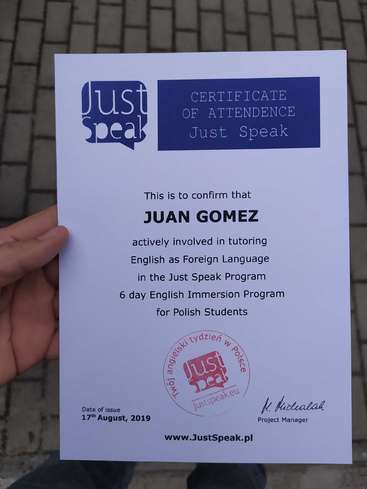 Just
Speak
CERTIFICATE
OF ATTENDENCE
Just Speak
This is to confirm that
JUAN GOMEZ
actively involved in tutoring
English as Foreign Language
in the Just Speak Program
6 day English Immersion Program
for Polish Students
Twój angielski tydzień w Polsce
Just
Speak
justspeak.eu
Date of issue
17th August, 2019
Project Manager
www.JustSpeak.pl